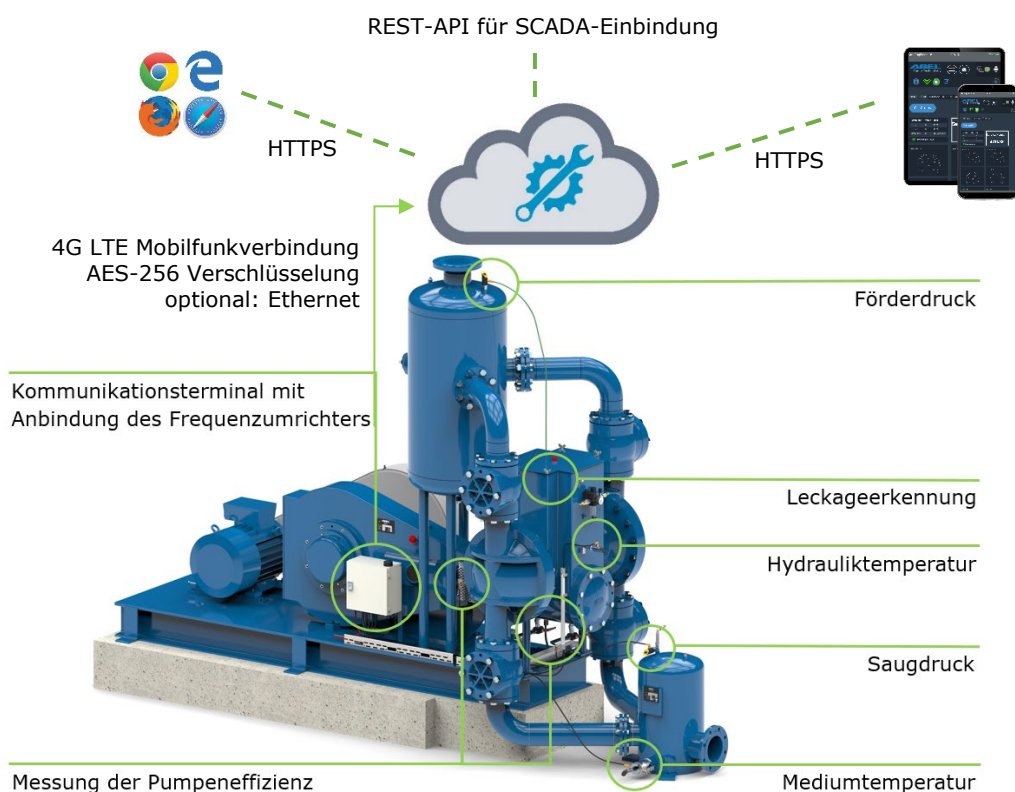 REST-API für SCADA-Einbindung
HTTPS
HTTPS
4G LTE Mobilfunkverbindung
AES-256 Verschlüsselung
optional: Ethernet
Förderdruck
Kommunikationsterminal mit
Anbindung des Frequenzumrichters
Leckageerkennung
Hydrauliktemperatur
Saugdruck
Messung der Pumpeneffizienz
Mediumtemperatur
ABEL